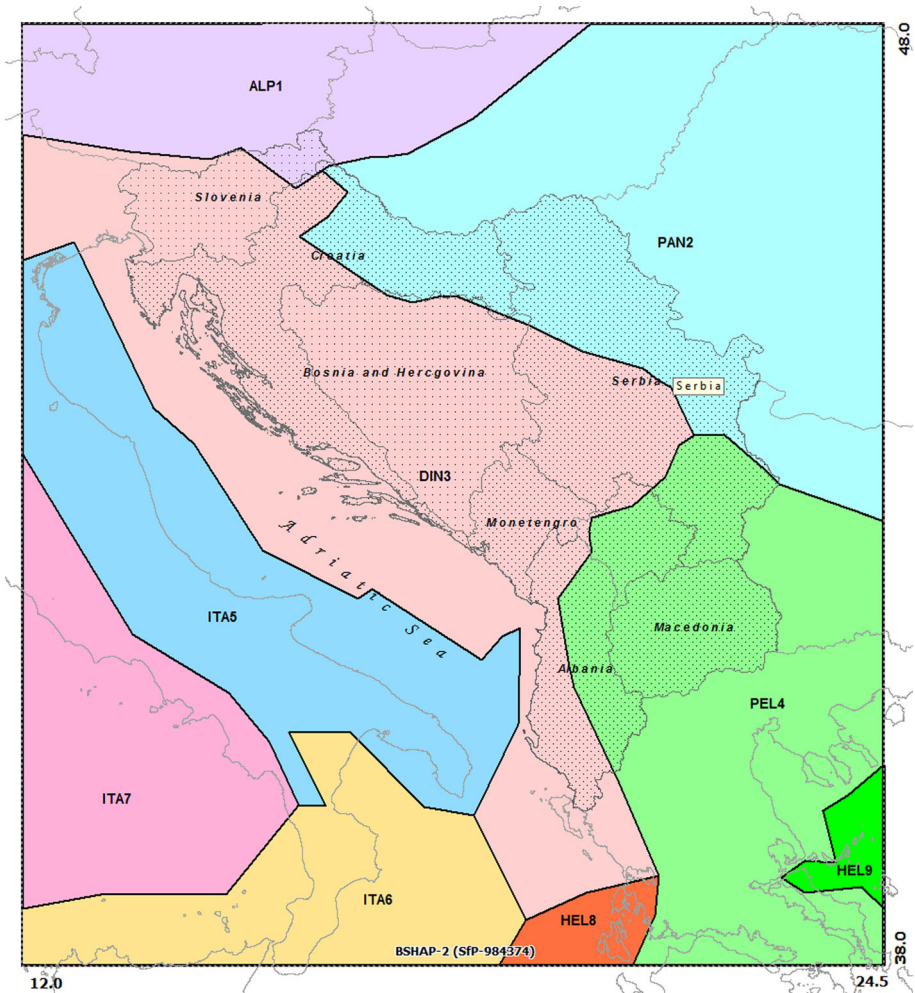 48.0
ALP1
Slovenia
PAN2
Croatia
Bosnia and Hercgovina
Serbia
Serbia
DIN3
Monetengro
Adriatic Sea
ITA5
Macedonia
Albania
PEL4
ITA7
HEL9
ITA6
HEL8
BSHAP-2 (SfP-984374)
38.0
12.0
24.5